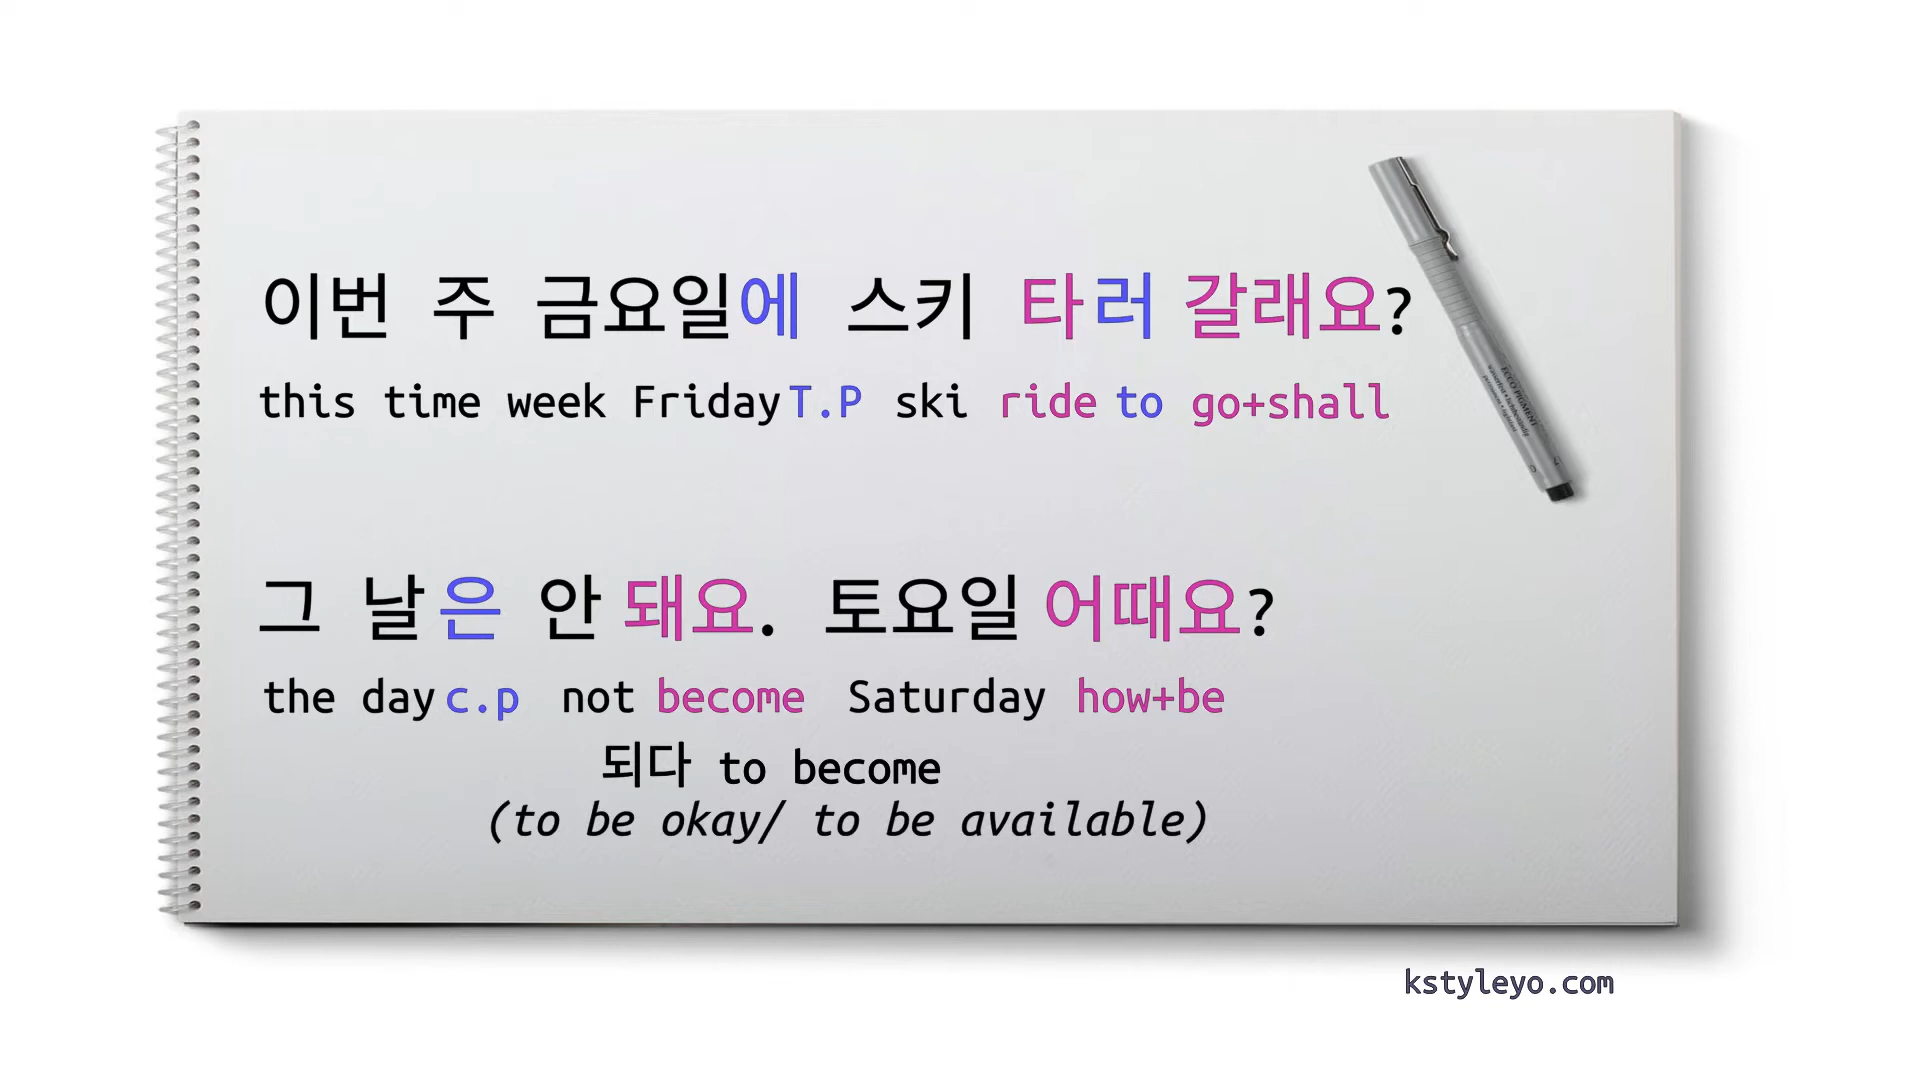 이번 주 금요일에 스키 타러 갈래요?
this time week Friday T.P ski ride to go+shall
그 날은 안 돼요. 토요일 어때요?
the day c.p not become Saturday how+be
되다 to become
(to be okay/ to be available)
ECCO PIGMENT
kstyleyo.com